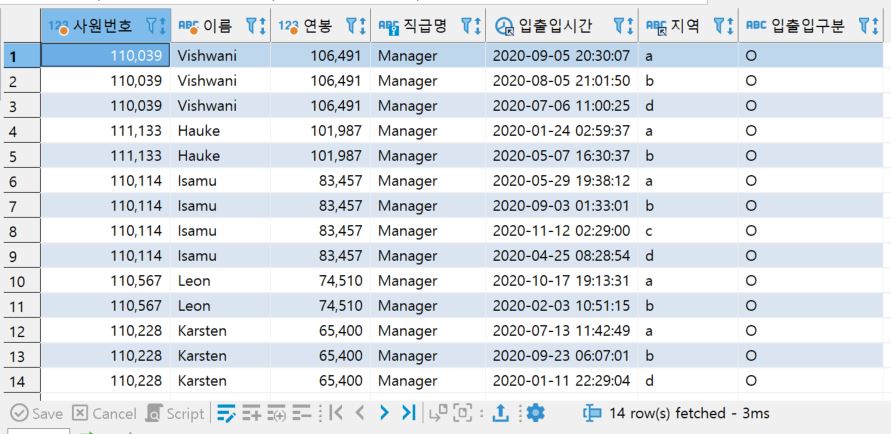 123 사원번호 ABC 이름 123 연봉 ABC 직급명 입출입시간 ABC 지역 ABC 입출입구분
1 110,039 Vishwani 106,491 Manager 2020-09-05 20:30:07 a O
2 110,039 Vishwani 106,491 Manager 2020-08-05 21:01:50 b O
3 110,039 Vishwani 106,491 Manager 2020-07-06 11:00:25 d O
4 111,133 Hauke 101,987 Manager 2020-01-24 02:59:37 a O
5 111,133 Hauke 101,987 Manager 2020-05-07 16:30:37 b O
6 110,114 Isamu 83,457 Manager 2020-05-29 19:38:12 a O
7 110,114 Isamu 83,457 Manager 2020-09-03 01:33:01 b O
8 110,114 Isamu 83,457 Manager 2020-11-12 02:29:00 c O
9 110,114 Isamu 83,457 Manager 2020-04-25 08:28:54 d O
10 110,567 Leon 74,510 Manager 2020-10-17 19:13:31 a O
11 110,567 Leon 74,510 Manager 2020-02-03 10:51:15 b O
12 110,228 Karsten 65,400 Manager 2020-07-13 11:42:49 a O
13 110,228 Karsten 65,400 Manager 2020-09-23 06:07:01 b O
14 110,228 Karsten 65,400 Manager 2020-01-11 22:29:04 d O
Save Cancel Script 14 row(s) fetched - 3ms